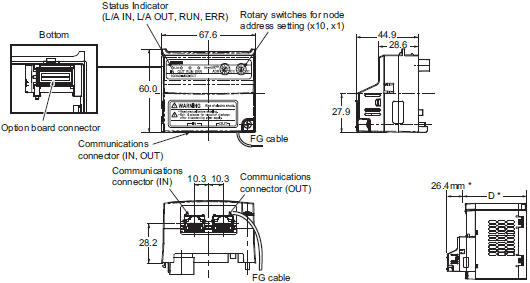 Status Indicator
(L/A IN, L/A OUT, RUN, ERR)
Rotary switches for node
address setting (x10, x1)
Bottom
67.6
44.9
28.6
60.0
27.9
WARNING
Option board connector
Communications
connector (IN, OUT)
FG cable
Communications
connector (IN)
10.3 10.3
Communications
connector (OUT)
26.4mm *
D *
28.2
FG cable